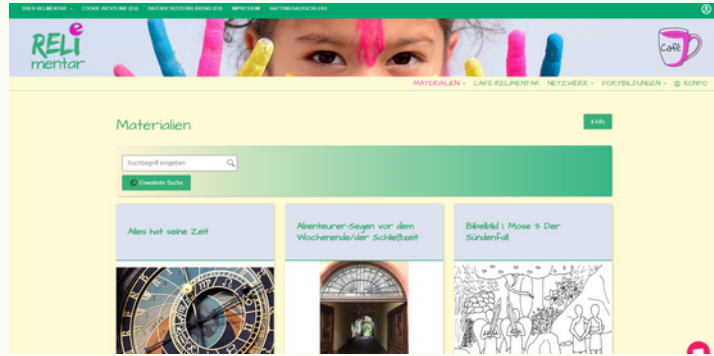 ÜBER RELIMENTAR
COOKIE-RICHTLINIE (EU)
DATENSCHUTZERKLÄRUNG (EU)
IMPRESSUM
HAFTUNGSAUSSCHLUSS
RELi
mentar
Café
MATERIALIEN
CAFÉ-RELIMENTAR
NETZWERK
FORTBILDUNGEN
KONTO
Materialien
Info
Suchbegriff eingeben
Erweiterte Suche
Alles hat seine Zeit
Abenteurer-Segen vor dem
Wochenende/der Schließzeit
Bibelbild 1. Mose 3: Der
Sündenfall